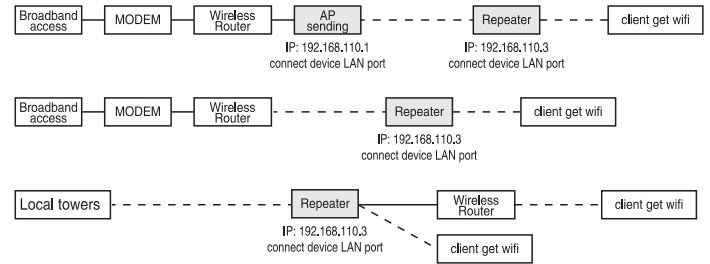 Broadband
access
MODEM
Wireless
Router
AP
sending
Repeater
client get wifi
IP: 192.168.110.1
connect device LAN port
IP: 192.168.110.3
connect device LAN port
Broadband
access
MODEM
Wireless
Router
Repeater
client get wifi
IP: 192.168.110.3
connect device LAN port
Local towers
Repeater
Wireless
Router
client get wifi
IP: 192.168.110.3
connect device LAN port
client get wifi